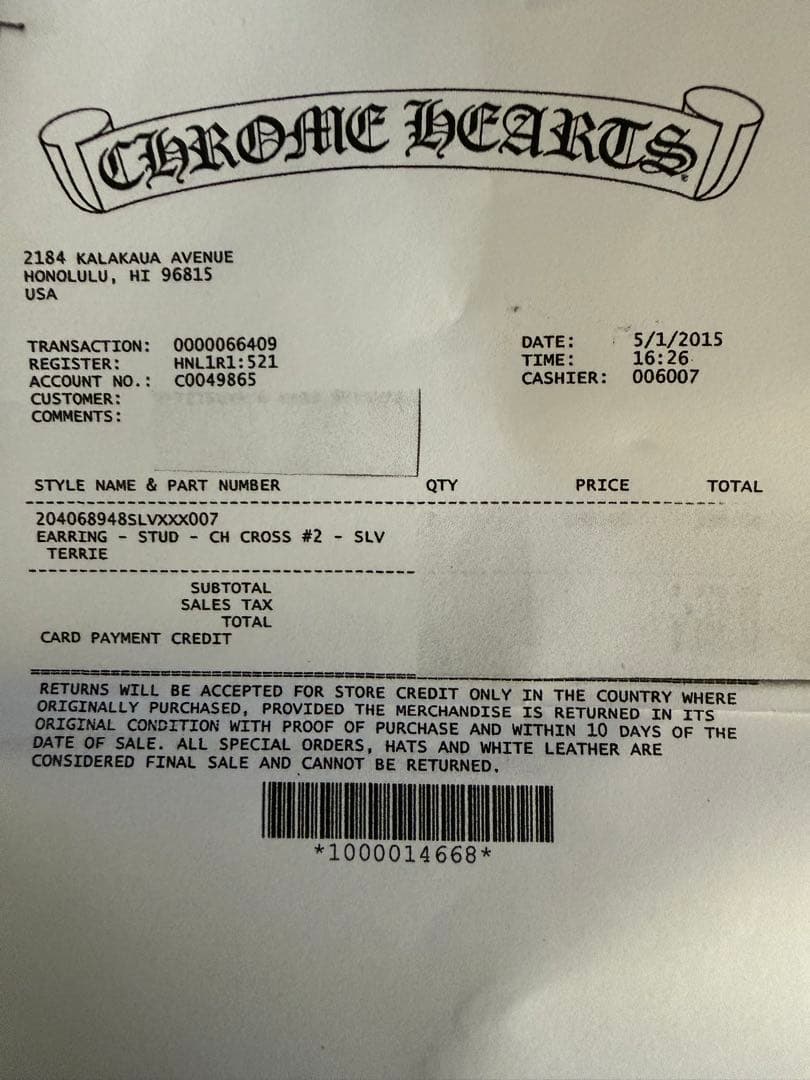 CHROME HEARTS
2184 KALAKAUA AVENUE
HONOLULU, HI 96815
USA
TRANSACTION: 0000066409
REGISTER: HNL1R1:521
ACCOUNT NO.: C0049865
CUSTOMER:
COMMENTS:
DATE: 5/1/2015
TIME: 16:26
CASHIER: 006007
STYLE NAME & PART NUMBER QTY PRICE TOTAL
204068948SLVXXX007
EARRING - STUD - CH CROSS #2 - SLV
TERRIE
SUBTOTAL
SALES TAX
TOTAL
CARD PAYMENT CREDIT
RETURNS WILL BE ACCEPTED FOR STORE CREDIT ONLY IN THE COUNTRY WHERE
ORIGINALLY PURCHASED, PROVIDED THE MERCHANDISE IS RETURNED IN ITS
ORIGINAL CONDITION WITH PROOF OF PURCHASE AND WITHIN 10 DAYS OF THE
DATE OF SALE. ALL SPECIAL ORDERS, HATS AND WHITE LEATHER ARE
CONSIDERED FINAL SALE AND CANNOT BE RETURNED.
*1000014668*